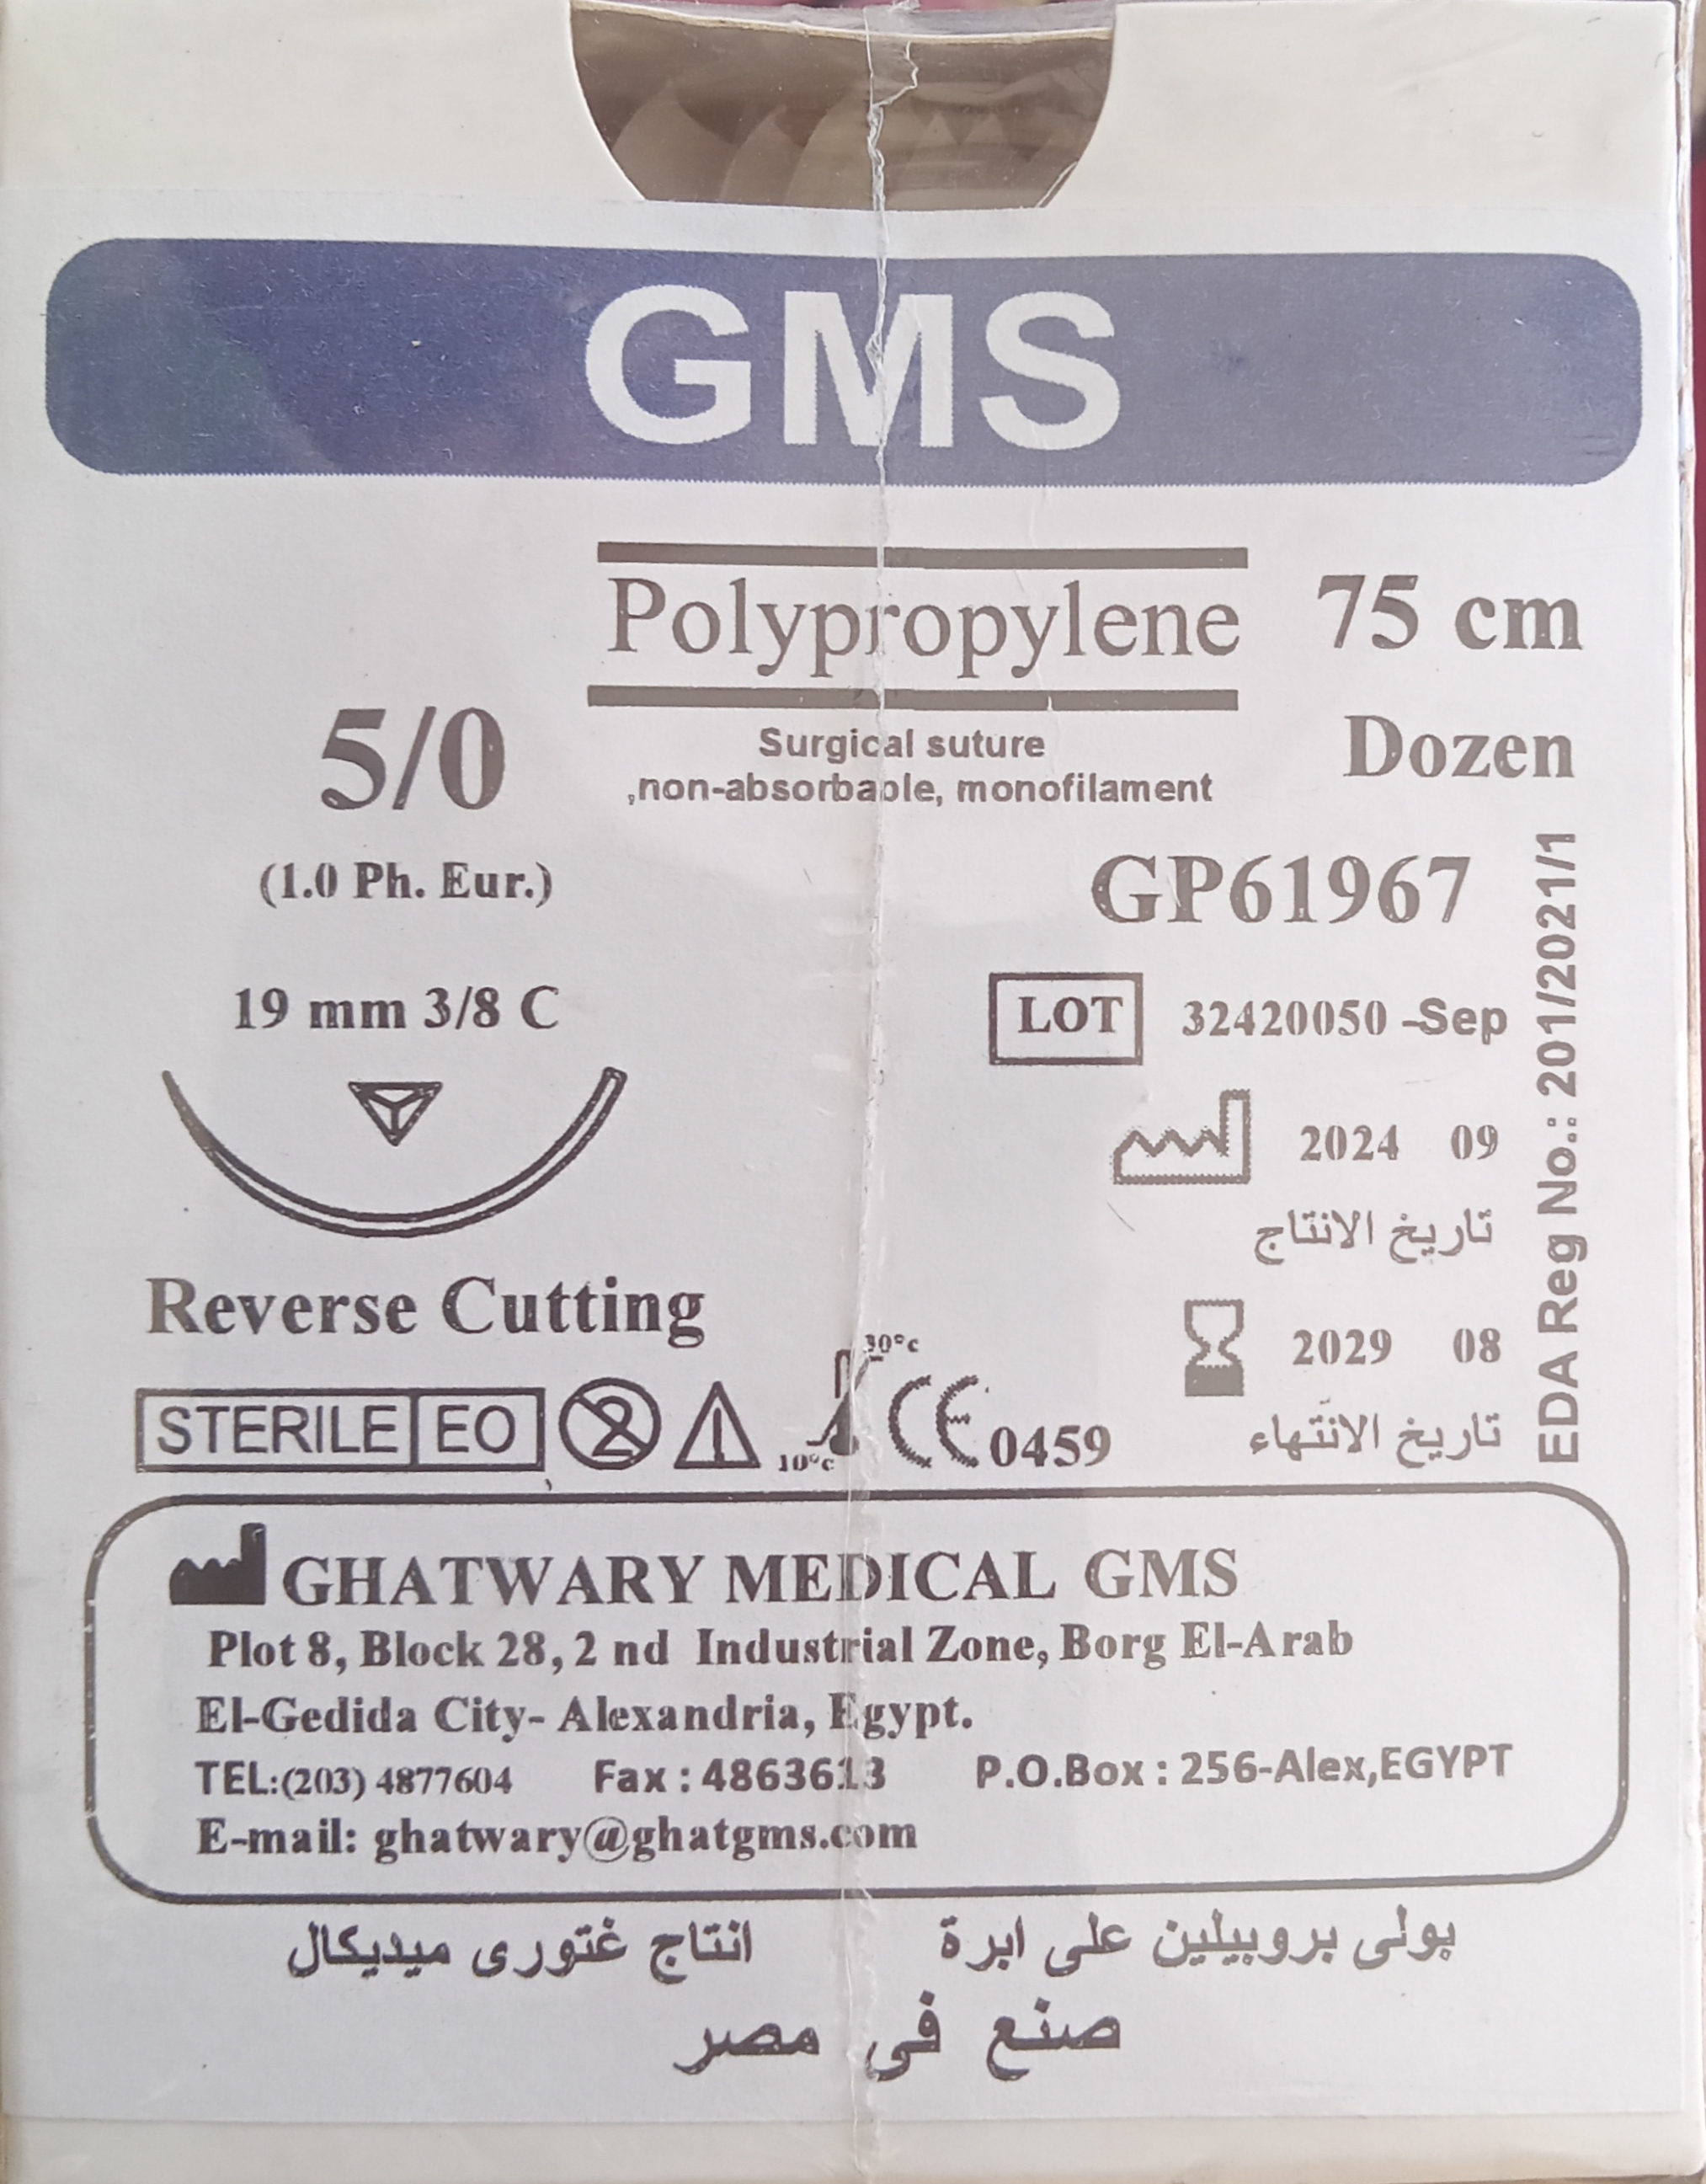 GMS
Polypropylene
75 cm
5/0
Surgical suture
,non-absorbable, monofilament
Dozen
(1.0 Ph. Eur.)
GP61967
19 mm 3/8 C
LOT 32420050 -Sep
2024 09
تاريخ الانتاج
Reverse Cutting
2029 08
تاريخ الانتهاء
EDA Reg No.: 201/2021/1
STERILE EO 2 10°c 30°c CE 0459
GHATWARY MEDICAL GMS
Plot 8, Block 28, 2 nd Industrial Zone, Borg El-Arab
El-Gedida City- Alexandria, Egypt.
TEL:(203) 4877604 Fax : 4863613 P.O.Box : 256-Alex,EGYPT
E-mail: ghatwary@ghatgms.com
بولى بروبيلين على ابرة انتاج غتورى ميديكال
صنع فى مصر